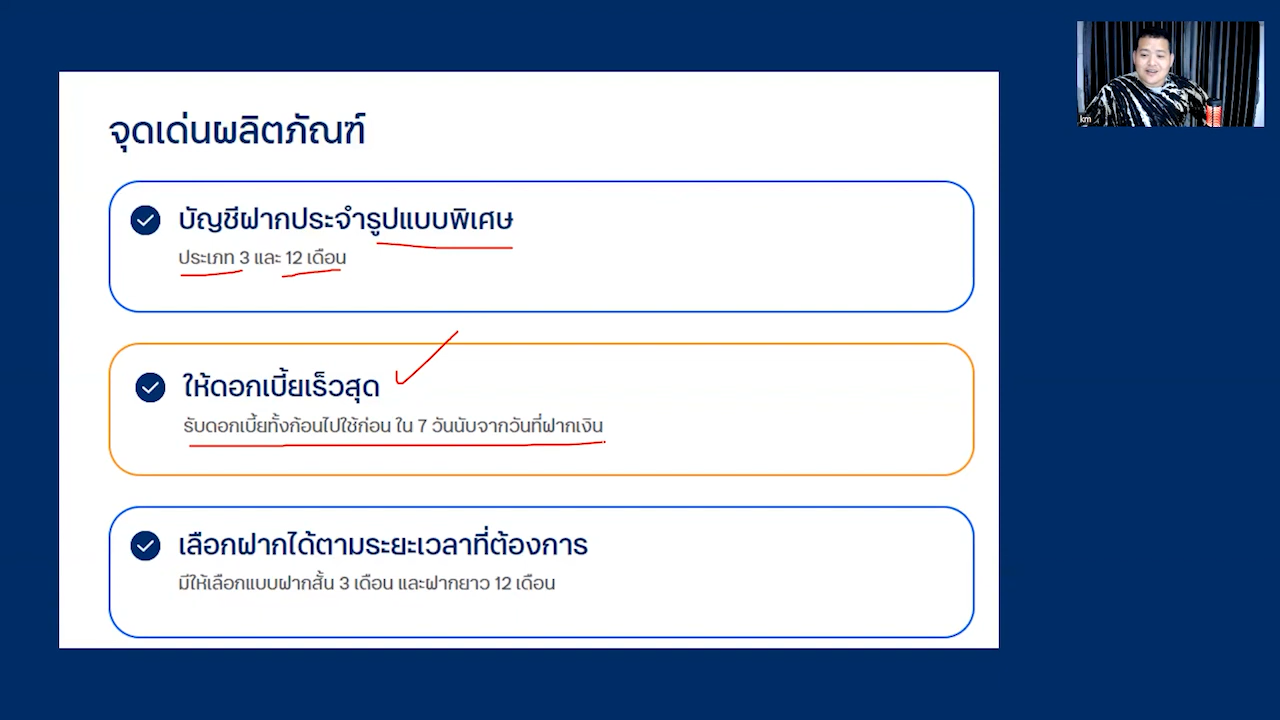 จุดเด่นผลิตภัณฑ์
บัญชีฝากประจำรูปแบบพิเศษ
ประเภท 3 และ 12 เดือน
ให้ดอกเบี้ยเร็วสุด
รับดอกเบี้ยทั้งก้อนไปใช้ก่อน ใน 7 วันนับจากวันที่ฝากเงิน
เลือกฝากได้ตามระยะเวลาที่ต้องการ
มีให้เลือกแบบฝากสั้น 3 เดือน และฝากยาว 12 เดือน
km